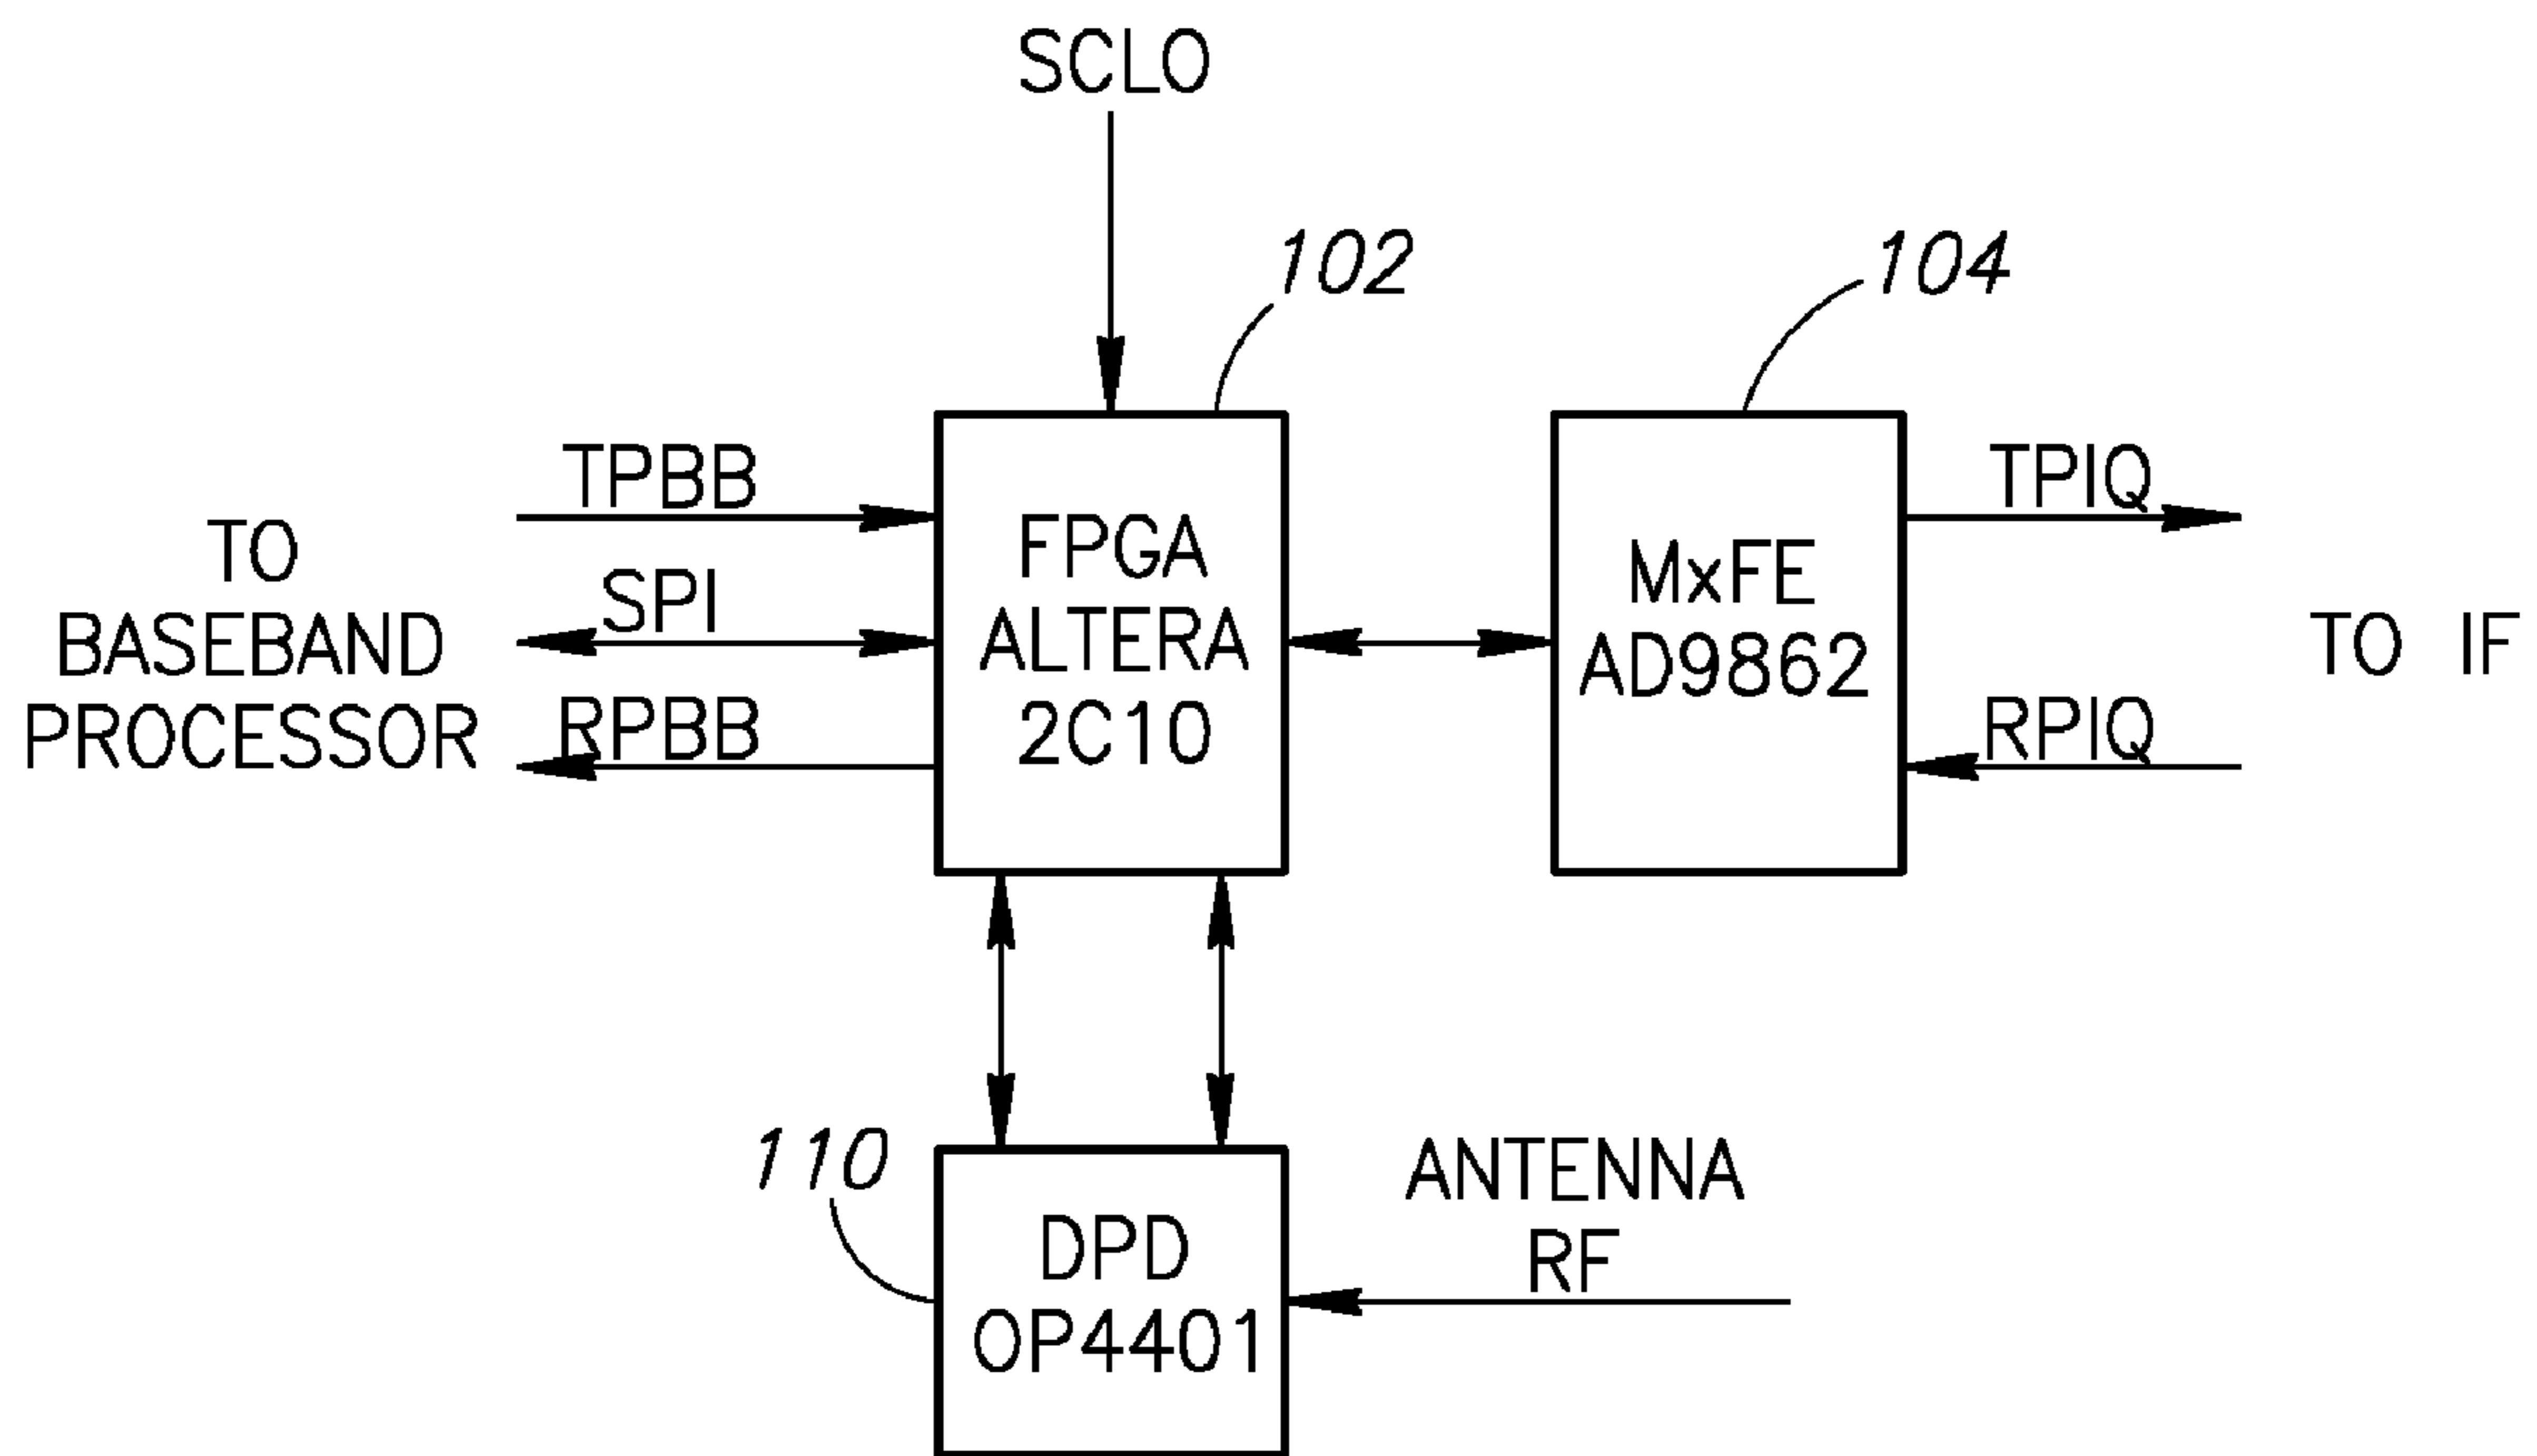 SCLO
102
104
TPBB
SPI
RPBB
TO
BASEBAND
PROCESSOR
FPGA
ALTERA
2C10
MxFE
AD9862
TPIQ
RPIQ
TO IF
110
DPD
OP4401
ANTENNA
RF